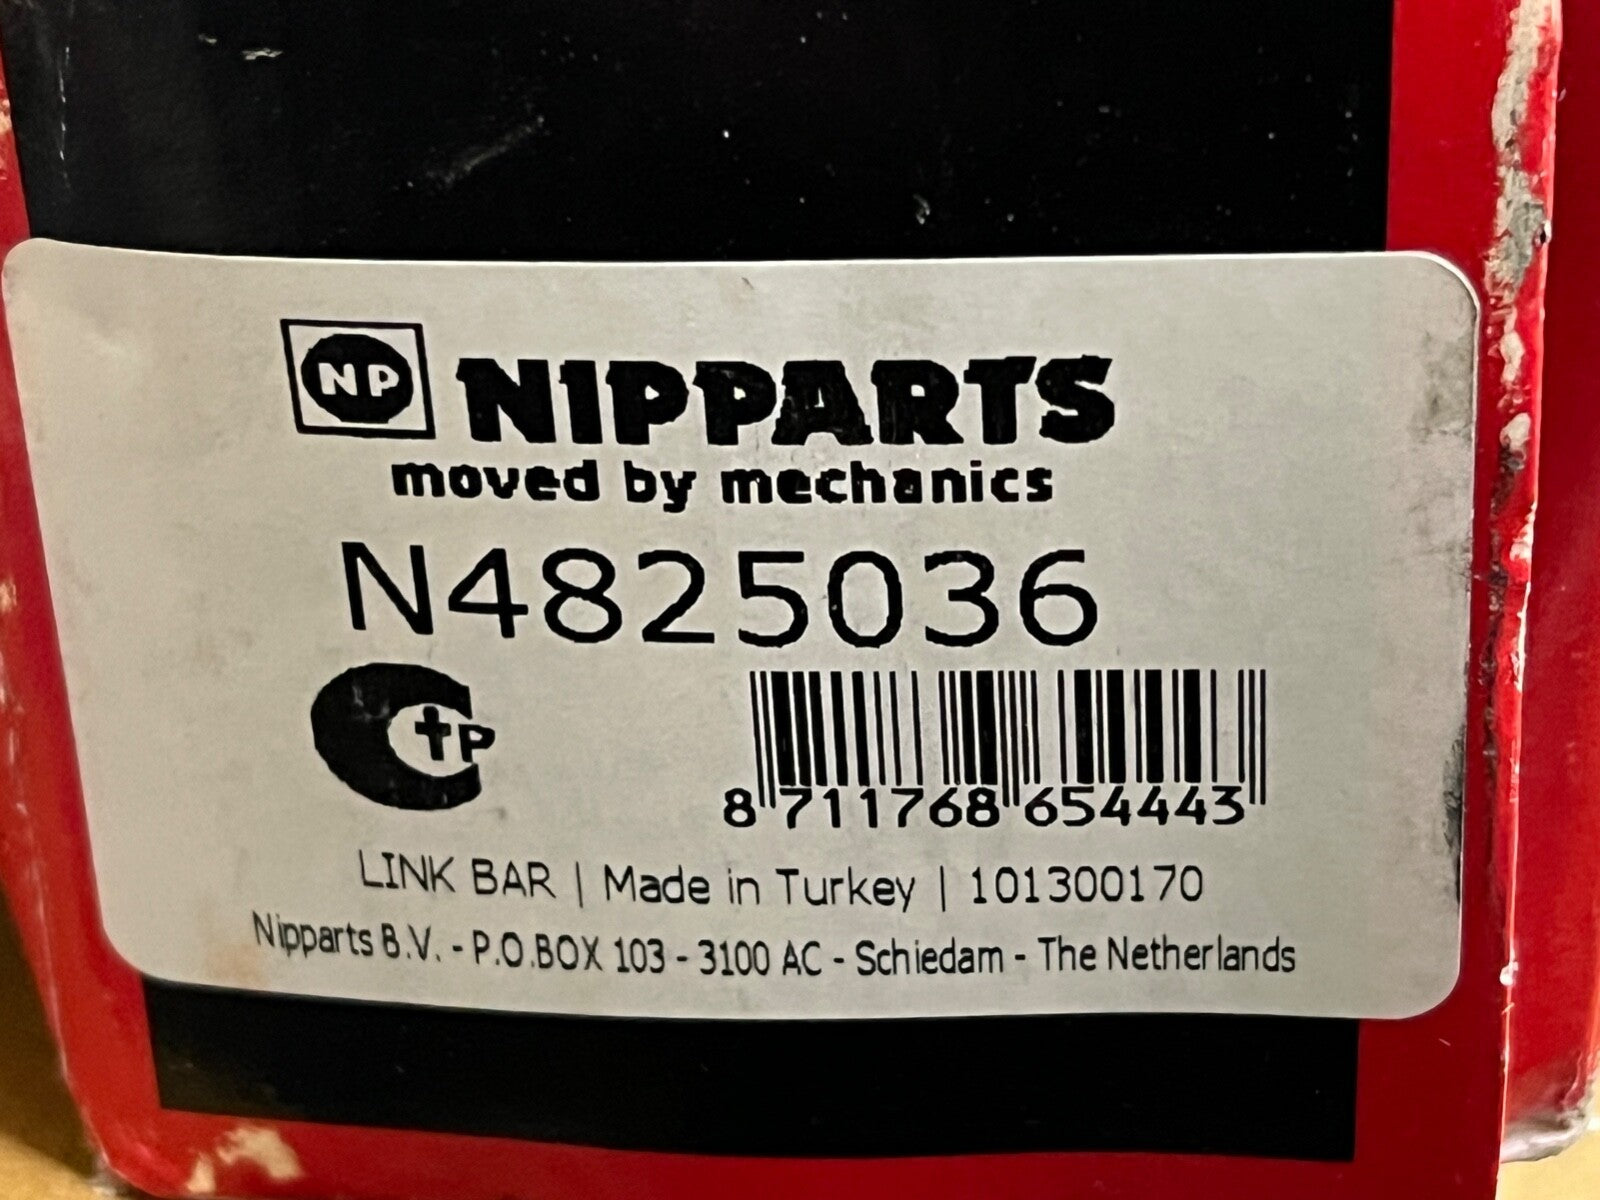 NP NIPPARTS
moved by mechanics
N4825036
CTP
8 711768 654443
LINK BAR | Made in Turkey | 101300170
Nipparts B.V. - P.O.BOX 103 - 3100 AC - Schiedam - The Netherlands